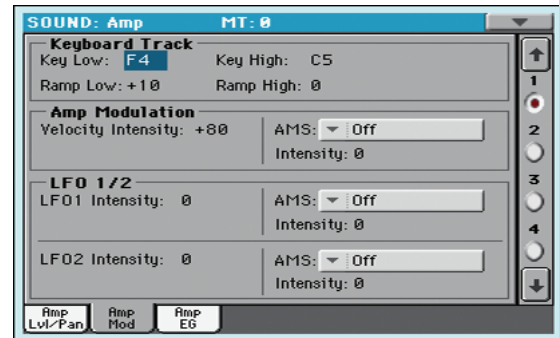 SOUND: Amp MT: 0
Keyboard Track
Key Low: F4 Key High: C5
Ramp Low: +10 Ramp High: 0
Amp Modulation
Velocity Intensity: +80 AMS: Off
Intensity: 0
LFO 1/2
LFO1 Intensity: 0 AMS: Off
Intensity: 0
LFO2 Intensity: 0 AMS: Off
Intensity: 0
1
2
3
4
Amp Lvl/Pan Amp Mod Amp EG